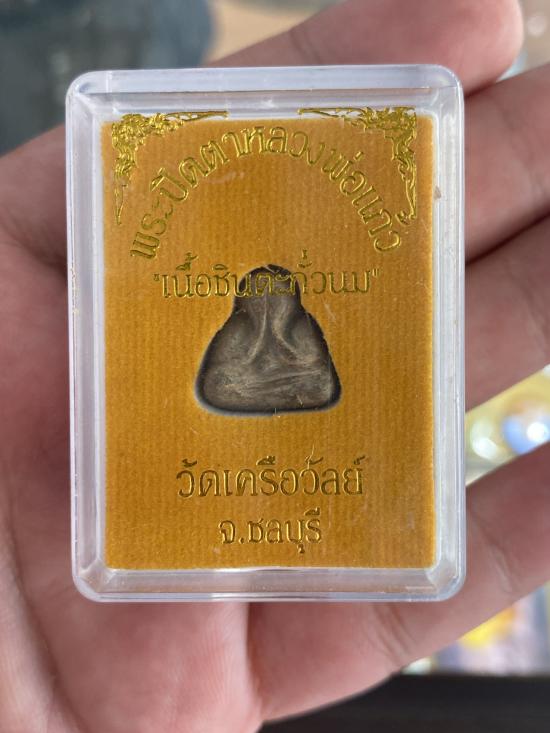 พระปิดตาหลวงพ่อแก้ว
"เนื้อชินตะกั่วนม"
วัดเครือวัลย์
จ.ชลบุรี